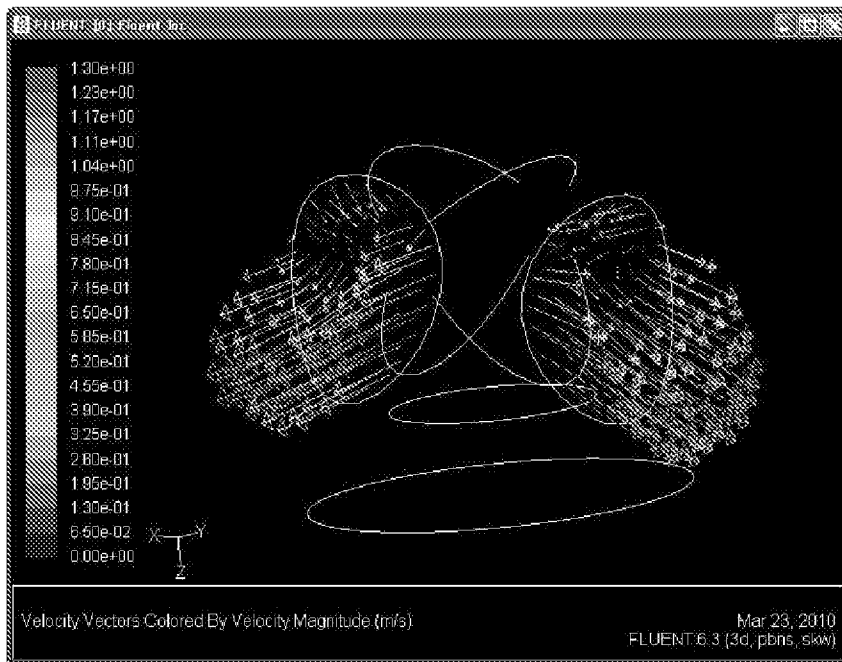 FLUENT [0] Fluent Inc
1.30e+00
1.23e+00
1.17e+00
1.11e+00
1.04e+00
9.75e-01
9.10e-01
8.45e-01
7.80e-01
7.15e-01
6.50e-01
5.85e-01
5.20e-01
4.55e-01
3.90e-01
3.25e-01
2.60e-01
1.95e-01
1.30e-01
6.50e-02
0.00e+00
X Y
Z
Velocity Vectors Colored By Velocity Magnitude (m/s)
Mar 23, 2010
FLUENT 6.3 (3d, pbns, skw)